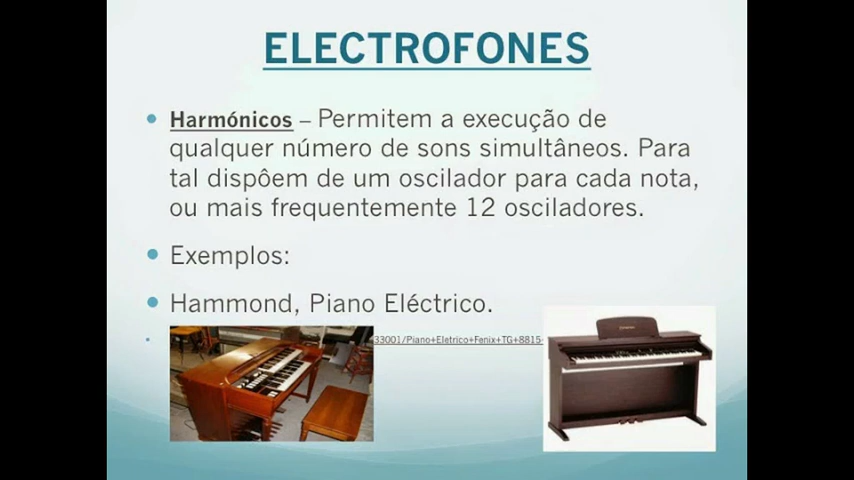 ELECTROFONES
• Harmónicos – Permitem a execução de
qualquer número de sons simultâneos. Para
tal dispôem de um oscilador para cada nota,
ou mais frequentemente 12 osciladores.
• Exemplos:
• Hammond, Piano Eléctrico.
• 33001/Piano+Eletrico+Fenix+TG+8815-